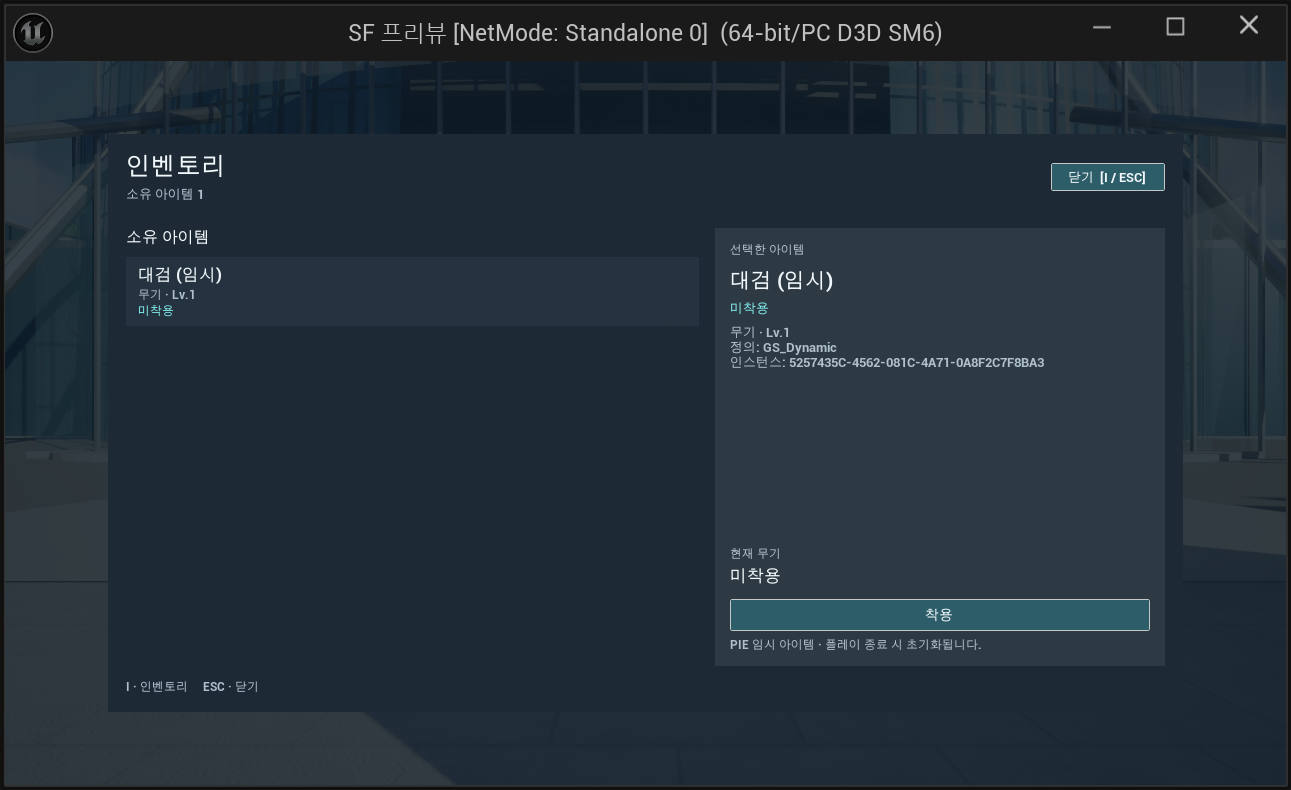 SF 프리뷰 [NetMode: Standalone 0] (64-bit/PC D3D SM6)
인벤토리
소유 아이템 1
닫기 [I / ESC]
소유 아이템
대검 (임시)
무기 · Lv.1
미착용
선택한 아이템
대검 (임시)
미착용
무기 · Lv.1
정의: GS_Dynamic
인스턴스: 5257435C-4562-081C-4A71-0A8F2C7F8BA3
현재 무기
미착용
착용
PIE 임시 아이템 · 플레이 종료 시 초기화됩니다.
I · 인벤토리 ESC · 닫기